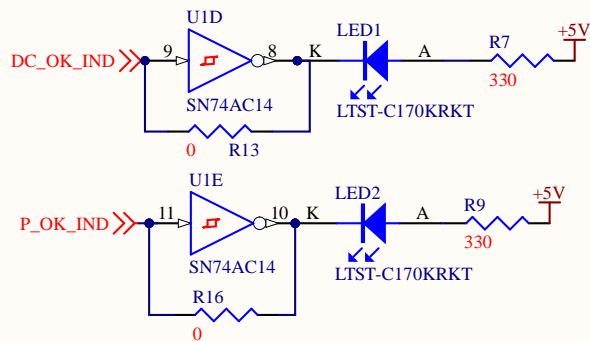 U1D
LED1
+5V
DC_OK_IND
9
8
K
A
R7
330
SN74AC14
LTST-C170KRKT
0
R13
U1E
LED2
+5V
P_OK_IND
11
10
K
A
R9
330
SN74AC14
LTST-C170KRKT
R16
0